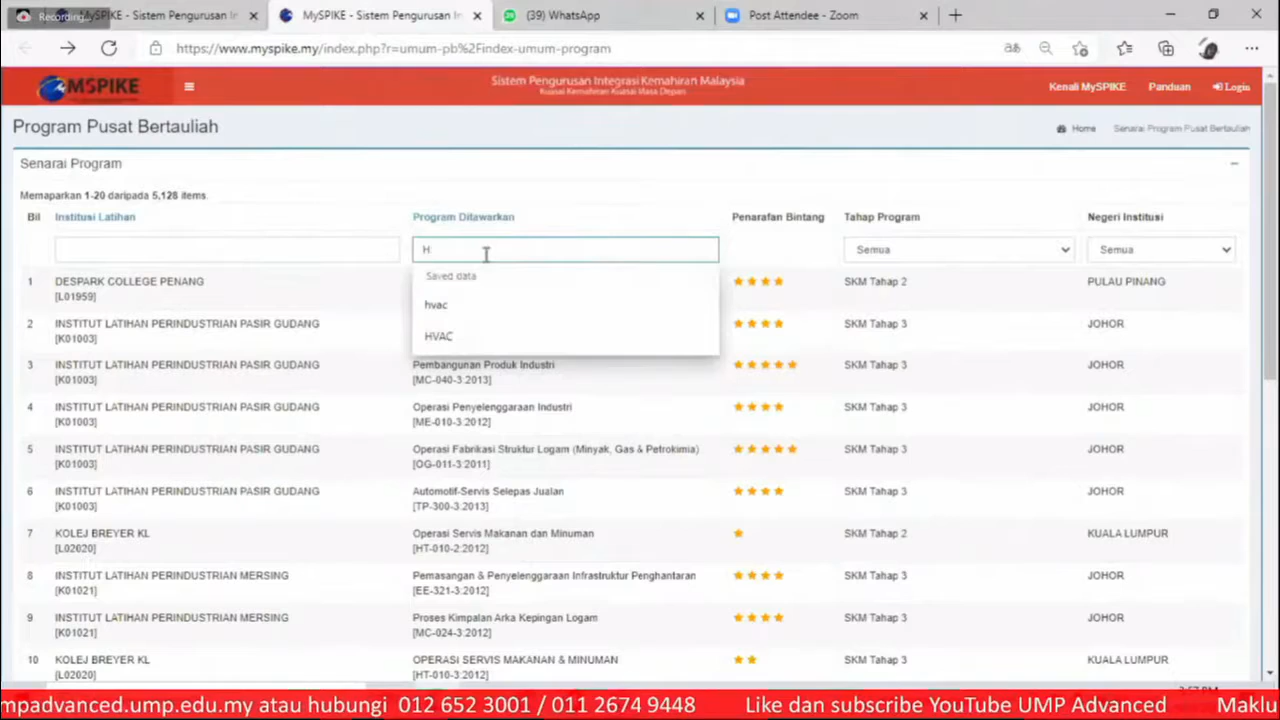 Recording
MySPIKE - Sistem Pengurusan In
MySPIKE - Sistem Pengurusan In
(39) WhatsApp
Post Attendee - Zoom
https://www.myspike.my/index.php?r=umum-pb%2Findex-umum-program
MSPIKE
Sistem Pengurusan Integrasi Kemahiran Malaysia
Kuasai Kemahiran Kuasai Masa Depan
Kenali MySPIKE
Panduan
Login
Program Pusat Bertauliah
Home
Senarai Program Pusat Bertauliah
Senarai Program
Memaparkan 1-20 daripada 5,128 items.
Bil Institusi Latihan Program Ditawarkan Penarafan Bintang Tahap Program Negeri Institusi
H Semua Semua
Saved data
hvac
HVAC
1 DESPARK COLLEGE PENANG SKM Tahap 2 PULAU PINANG
[L01959]
2 INSTITUT LATIHAN PERINDUSTRIAN PASIR GUDANG SKM Tahap 3 JOHOR
[K01003]
3 INSTITUT LATIHAN PERINDUSTRIAN PASIR GUDANG Pembangunan Produk Industri SKM Tahap 3 JOHOR
[K01003] [MC-040-3:2013]
4 INSTITUT LATIHAN PERINDUSTRIAN PASIR GUDANG Operasi Penyelenggaraan Industri SKM Tahap 3 JOHOR
[K01003] [ME-010-3:2012]
5 INSTITUT LATIHAN PERINDUSTRIAN PASIR GUDANG Operasi Fabrikasi Struktur Logam (Minyak, Gas & Petrokimia) SKM Tahap 3 JOHOR
[K01003] [OG-011-3:2011]
6 INSTITUT LATIHAN PERINDUSTRIAN PASIR GUDANG Automotif-Servis Selepas Jualan SKM Tahap 3 JOHOR
[K01003] [TP-300-3:2013]
7 KOLEJ BREYER KL Operasi Servis Makanan dan Minuman SKM Tahap 2 KUALA LUMPUR
[L02020] [HT-010-2:2012]
8 INSTITUT LATIHAN PERINDUSTRIAN MERSING Pemasangan & Penyelenggaraan Infrastruktur Penghantaran SKM Tahap 3 JOHOR
[K01021] [EE-321-3:2012]
9 INSTITUT LATIHAN PERINDUSTRIAN MERSING Proses Kimpalan Arka Kepingan Logam SKM Tahap 3 JOHOR
[K01021] [MC-024-3:2012]
10 KOLEJ BREYER KL OPERASI SERVIS MAKANAN & MINUMAN SKM Tahap 3 KUALA LUMPUR
[L02020] [HT-010-3:2012]
mpadvanced.ump.edu.my atau hubungi 012 652 3001 / 011 2674 9448 Like dan subscribe YouTube UMP Advanced Maklu